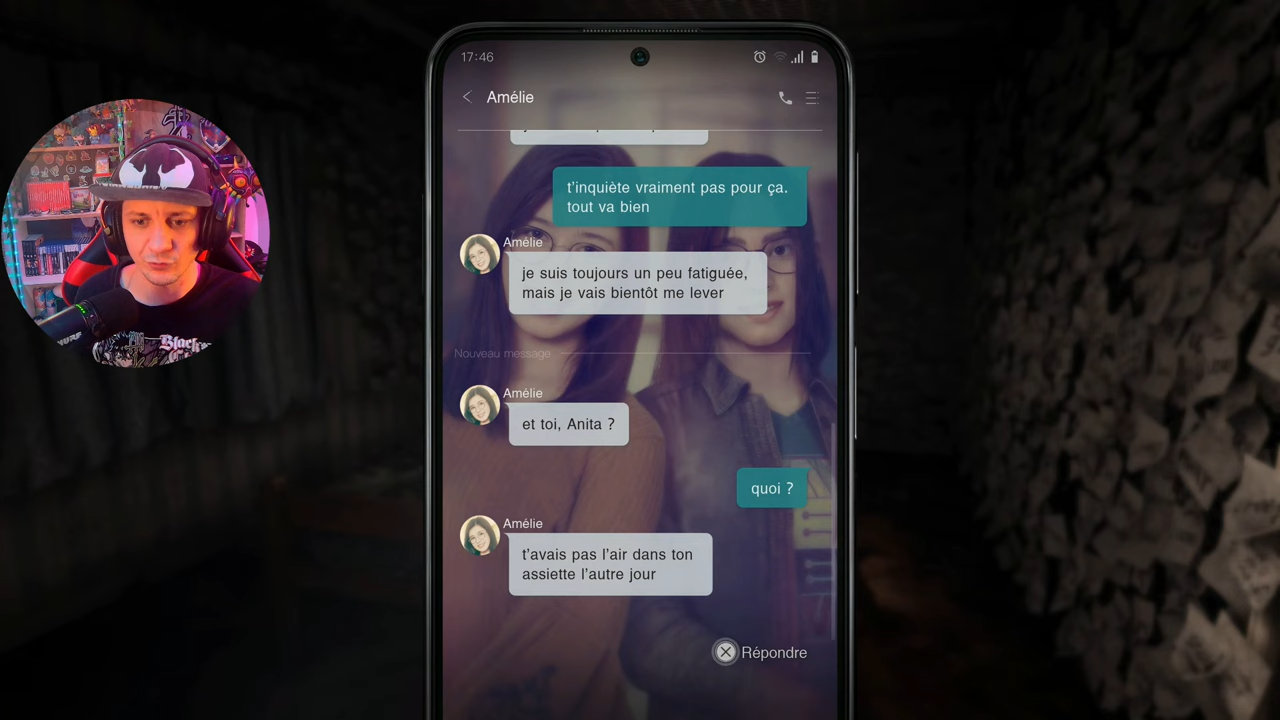 17:46
Amélie
t'inquiète vraiment pas pour ça.
tout va bien
Amélie
je suis toujours un peu fatiguée,
mais je vais bientôt me lever
Nouveau message
Amélie
et toi, Anita ?
quoi ?
Amélie
t'avais pas l'air dans ton
assiette l'autre jour
Répondre
Black